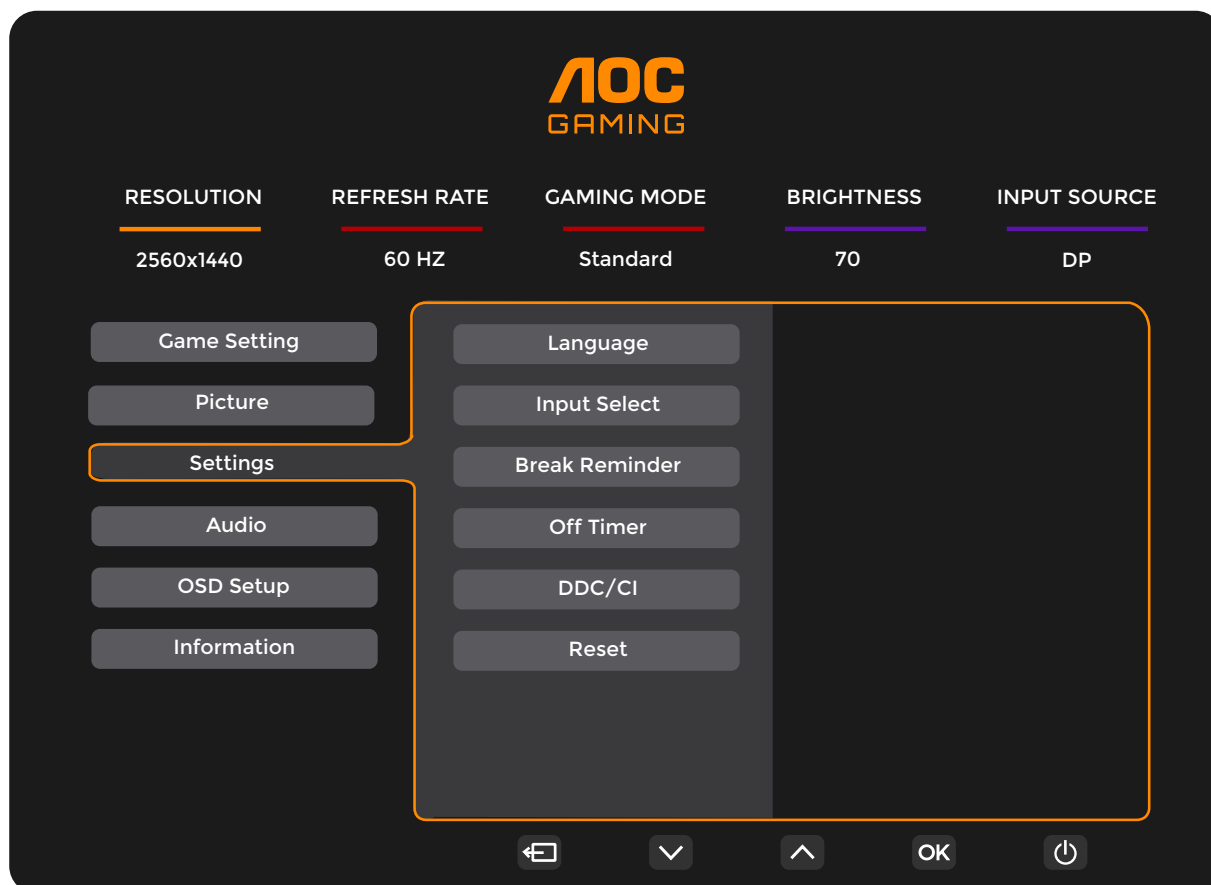 AOC
GAMING
RESOLUTION REFRESH RATE GAMING MODE BRIGHTNESS INPUT SOURCE
2560x1440 60 HZ Standard 70 DP
Game Setting
Picture
Settings
Audio
OSD Setup
Information
Language
Input Select
Break Reminder
Off Timer
DDC/CI
Reset
OK